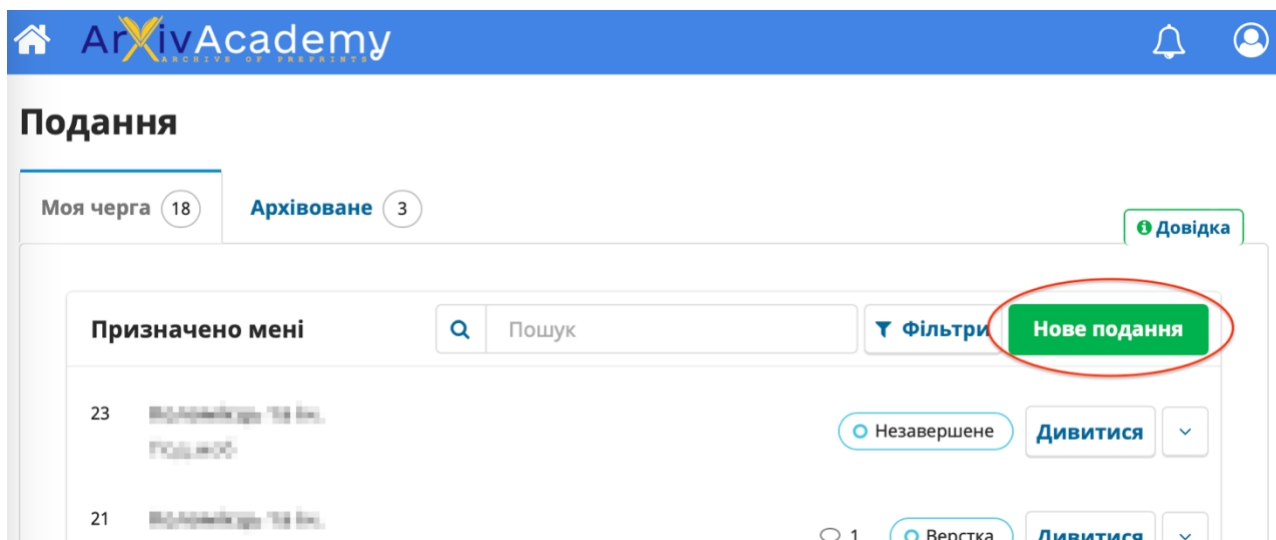 ArXivAcademy
ARCHIVE OF PREPRINTS
Подання
Моя черга 18 Архівоване 3
Довідка
Призначено мені Пошук Фільтри Нове подання
23 Незавершене Дивитися
21 1 Верстка Дивитися